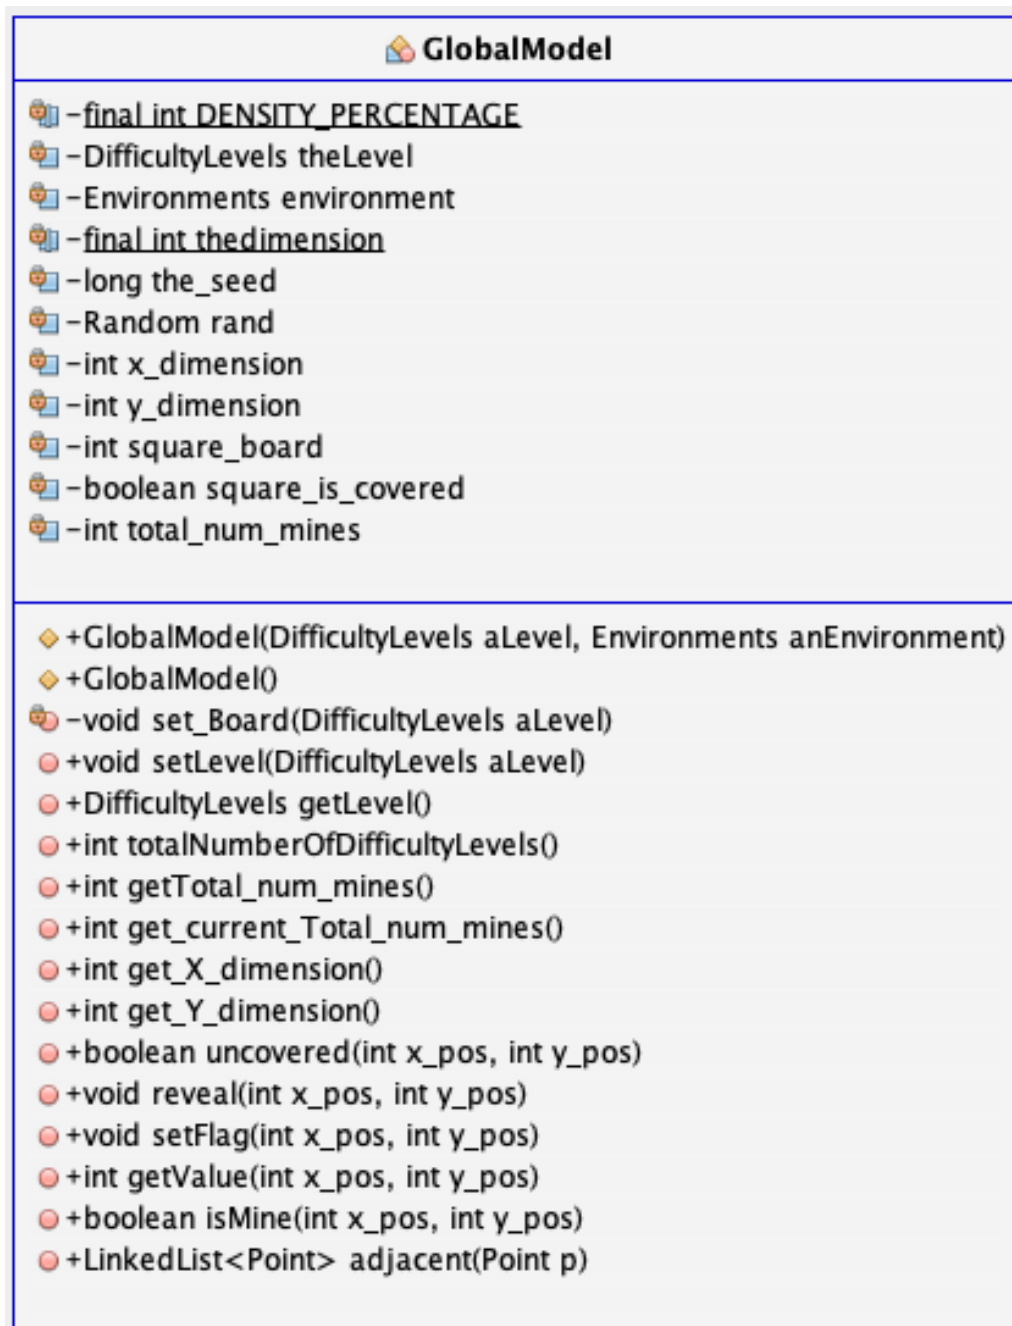 GlobalModel
-final int DENSITY_PERCENTAGE
-DifficultyLevels theLevel
-Environments environment
-final int thedimension
-long the_seed
-Random rand
-int x_dimension
-int y_dimension
-int square_board
-boolean square_is_covered
-int total_num_mines
+GlobalModel(DifficultyLevels aLevel, Environments anEnvironment)
+GlobalModel()
-void set_Board(DifficultyLevels aLevel)
+void setLevel(DifficultyLevels aLevel)
+DifficultyLevels getLevel()
+int totalNumberOfDifficultyLevels()
+int getTotal_num_mines()
+int get_current_Total_num_mines()
+int get_X_dimension()
+int get_Y_dimension()
+boolean uncovered(int x_pos, int y_pos)
+void reveal(int x_pos, int y_pos)
+void setFlag(int x_pos, int y_pos)
+int getValue(int x_pos, int y_pos)
+boolean isMine(int x_pos, int y_pos)
+LinkedList<Point> adjacent(Point p)